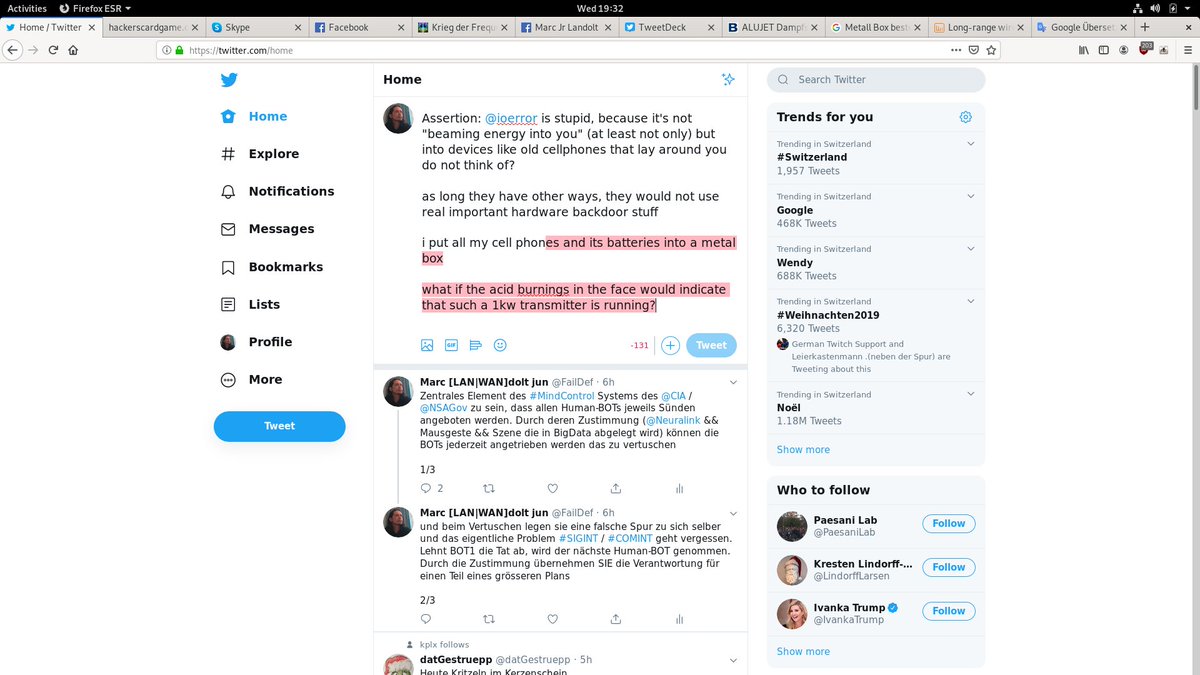 Activities Firefox ESR Wed 19:32
Home / Twitter hackerscardgame. Skype Facebook Krieg der Frequ Marc Jr Landolt TweetDeck ALUJET Dampf Metall Box best Long-range wir Google Überset
https://twitter.com/home
203
Home
Explore
Notifications
Messages
Bookmarks
Lists
Profile
More
Tweet
Home
Assertion: @ioerror is stupid, because it's not
"beaming energy into you" (at least not only) but
into devices like old cellphones that lay around you
do not think of?
as long they have other ways, they would not use
real important hardware backdoor stuff
i put all my cell phones and its batteries into a metal
box
what if the acid burnings in the face would indicate
that such a 1kw transmitter is running?
GIF -131 Tweet
Marc [LAN|WAN]dolt jun @FailDef · 6h
Zentrales Element des #MindControl Systems des @CIA /
@NSAGov zu sein, dass allen Human-BOTs jeweils Sünden
angeboten werden. Durch deren Zustimmung (@Neuralink &&
Mausgeste && Szene die in BigData abgelegt wird) können die
BOTs jederzeit angetrieben werden das zu vertuschen
1/3
2
Marc [LAN|WAN]dolt jun @FailDef · 6h
und beim Vertuschen legen sie eine falsche Spur zu sich selber
und das eigentliche Problem #SIGINT / #COMINT geht vergessen.
Lehnt BOT1 die Tat ab, wird der nächste Human-BOT genommen.
Durch die Zustimmung übernehmen SIE die Verantwortung für
einen Teil eines grösseren Plans
2/3
kplx follows
datGestruepp @datGestruepp · 5h
Heute Kritzeln im Kerzenschein
Search Twitter
Trends for you
Trending in Switzerland
#Switzerland
1,957 Tweets
Trending in Switzerland
Google
468K Tweets
Trending in Switzerland
Wendy
688K Tweets
Trending in Switzerland
#Weihnachten2019
6,320 Tweets
German Twitch Support and
Leierkastenmann .(neben der Spur) are
Tweeting about this
Trending in Switzerland
Noël
1.18M Tweets
Show more
Who to follow
Paesani Lab
@PaesaniLab
Follow
Kresten Lindorff-...
@LindorffLarsen
Follow
Ivanka Trump
@IvankaTrump
Follow
Show more